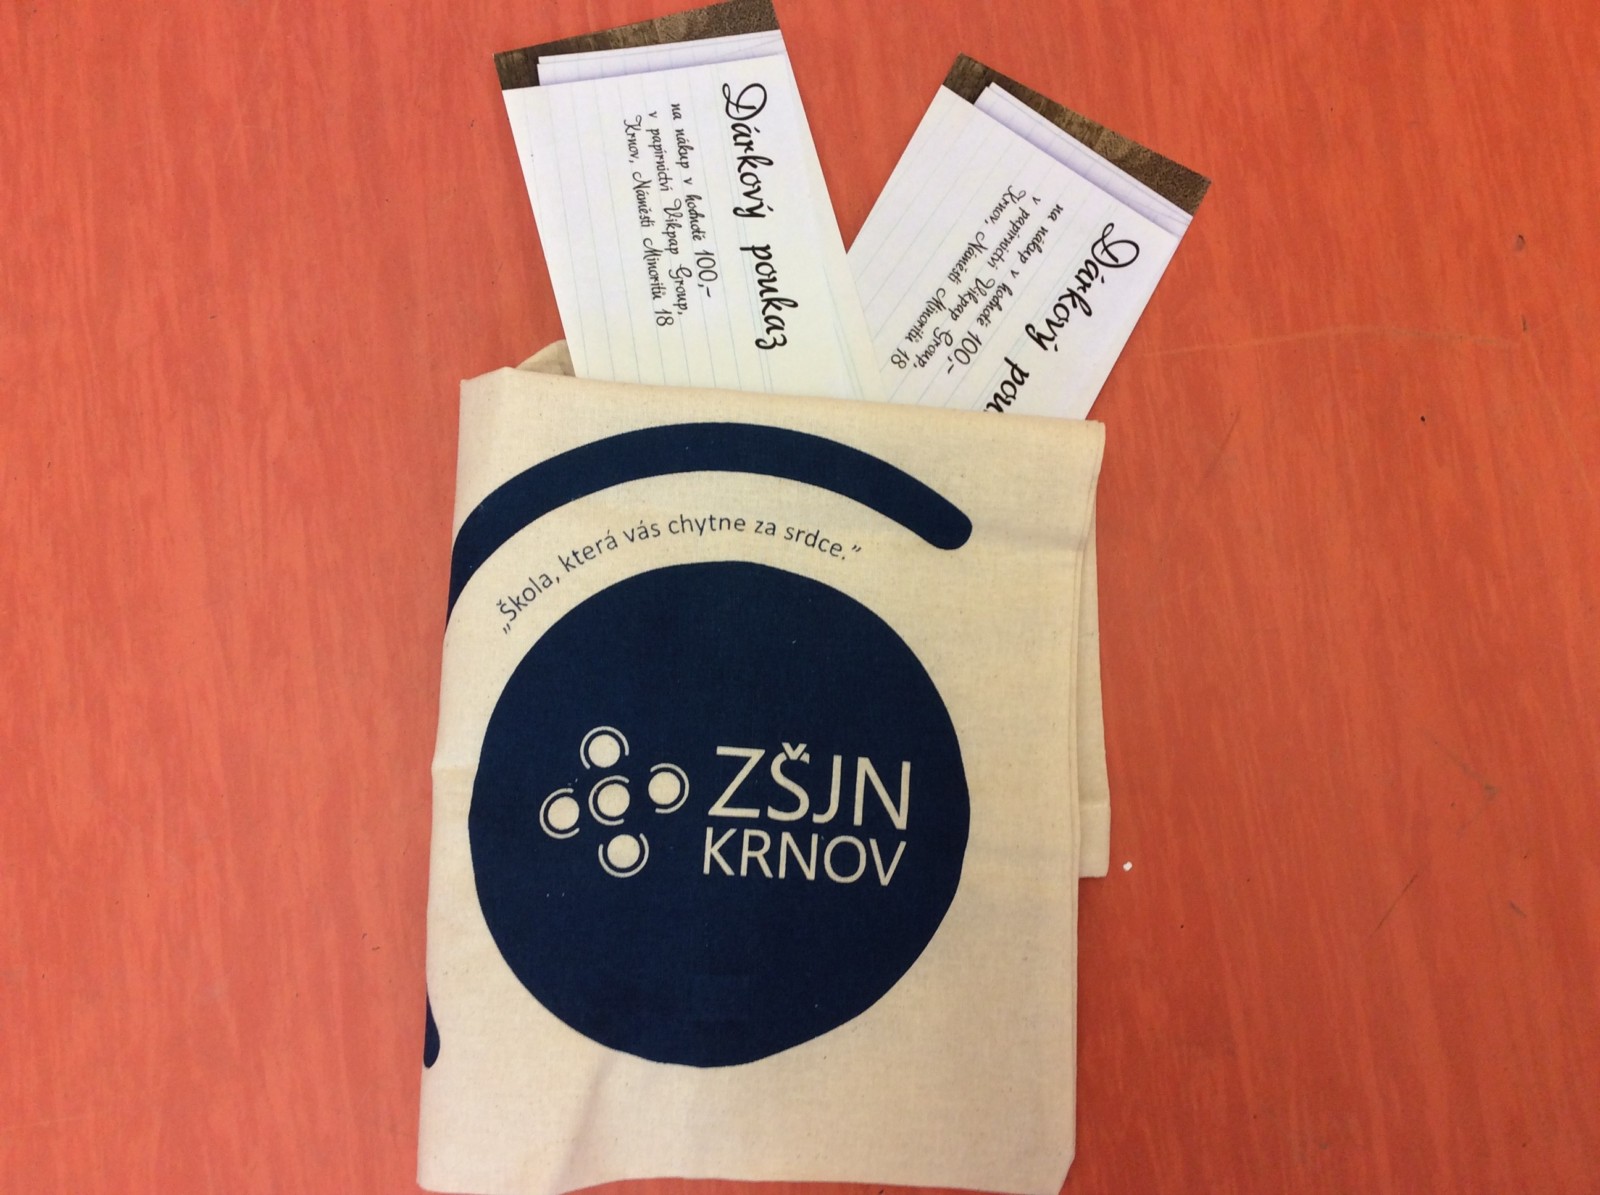 Dárkový poukaz
na nákup v hodnotě 100,-
v papírnictví Vikpap Group,
Krnov, Náměstí Minoritů 18
Dárkový pou
na nákup v hodnotě 100,-
v papírnictví Vikpap Group,
Krnov, Náměstí Minoritů 18
„Škola, která vás chytne za srdce.”
ZŠJN
KRNOV